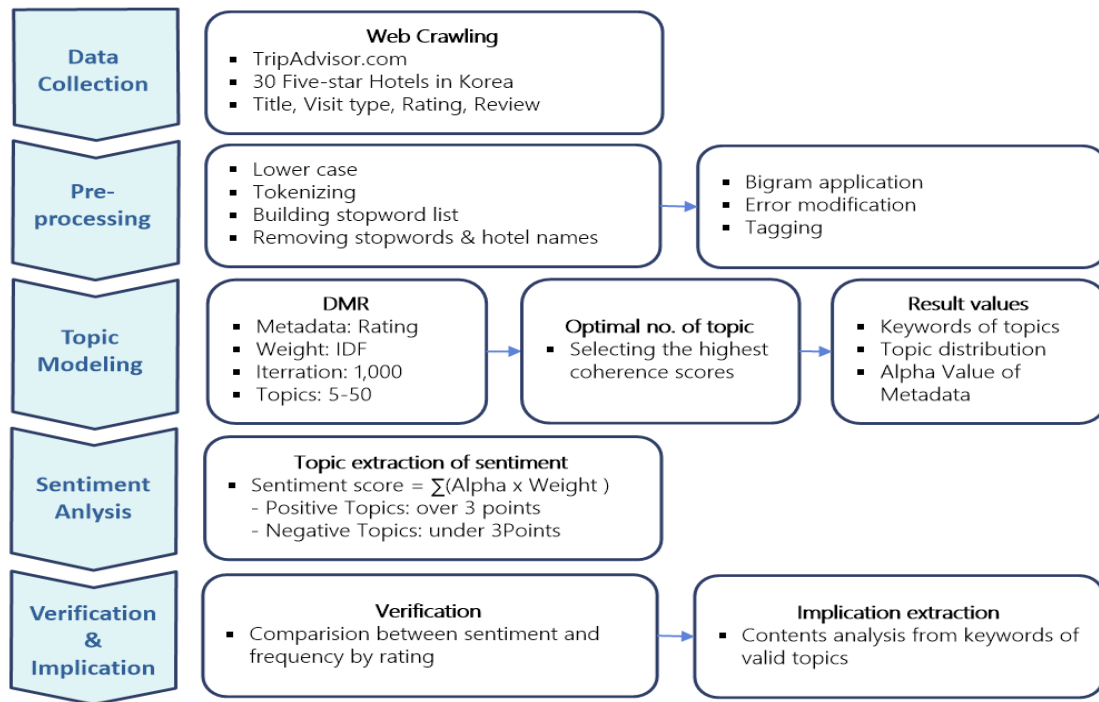 Data
Collection
Web Crawling
▪ TripAdvisor.com
▪ 30 Five-star Hotels in Korea
▪ Title, Visit type, Rating, Review
Pre-
processing
▪ Lower case
▪ Tokenizing
▪ Building stopword list
▪ Removing stopwords & hotel names
▪ Bigram application
▪ Error modification
▪ Tagging
Topic
Modeling
DMR
▪ Metadata: Rating
▪ Weight: IDF
▪ Iterration: 1,000
▪ Topics: 5-50
Optimal no. of topic
▪ Selecting the highest
coherence scores
Result values
▪ Keywords of topics
▪ Topic distribution
▪ Alpha Value of
Metadata
Sentiment
Anlysis
Topic extraction of sentiment
▪ Sentiment score = ∑(Alpha x Weight )
- Positive Topics: over 3 points
- Negative Topics: under 3Points
Verification
&
Implication
Verification
▪ Comparision between sentiment and
frequency by rating
Implication extraction
▪ Contents analysis from keywords of
valid topics